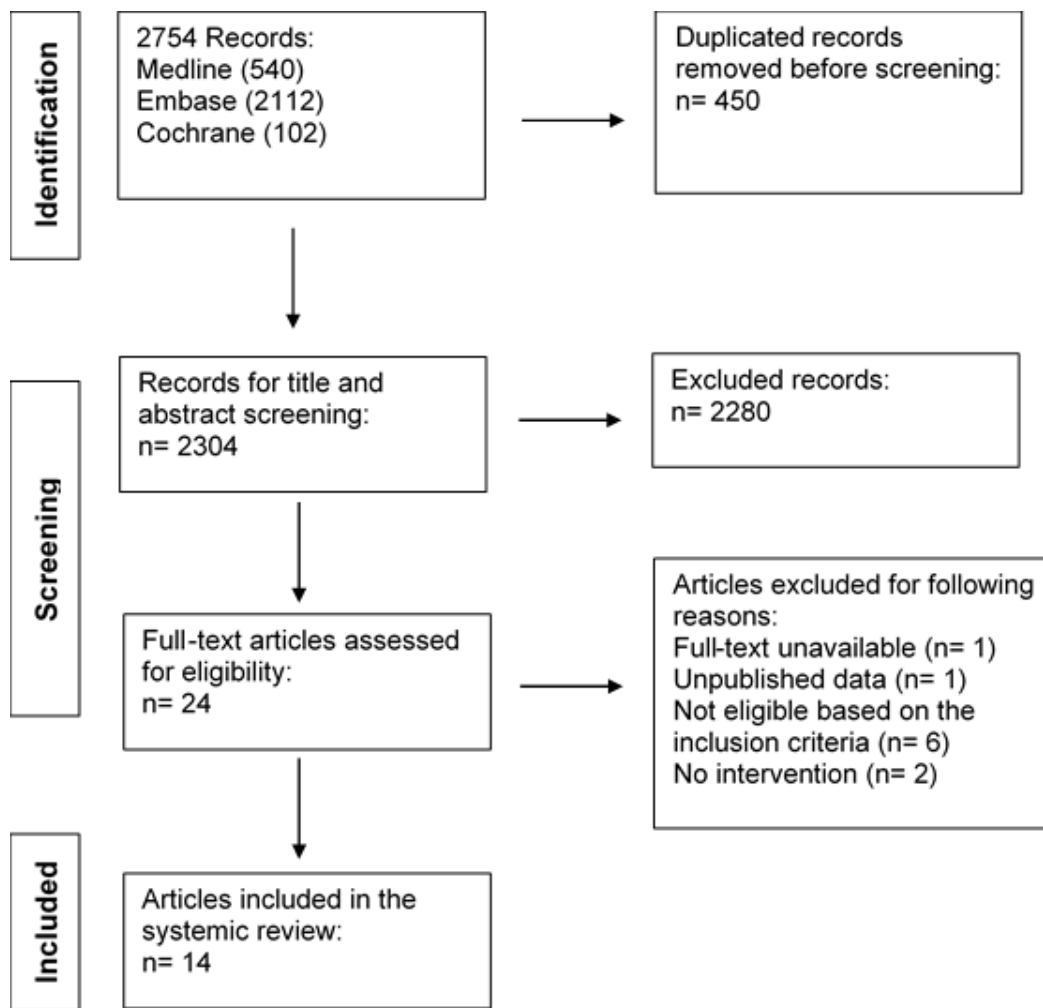 Identification
2754 Records:
Medline (540)
Embase (2112)
Cochrane (102)
Duplicated records
removed before screening:
n= 450
Screening
Records for title and
abstract screening:
n= 2304
Excluded records:
n= 2280
Full-text articles assessed
for eligibility:
n= 24
Articles excluded for following
reasons:
Full-text unavailable (n= 1)
Unpublished data (n= 1)
Not eligible based on the
inclusion criteria (n= 6)
No intervention (n= 2)
Included
Articles included in the
systemic review:
n= 14